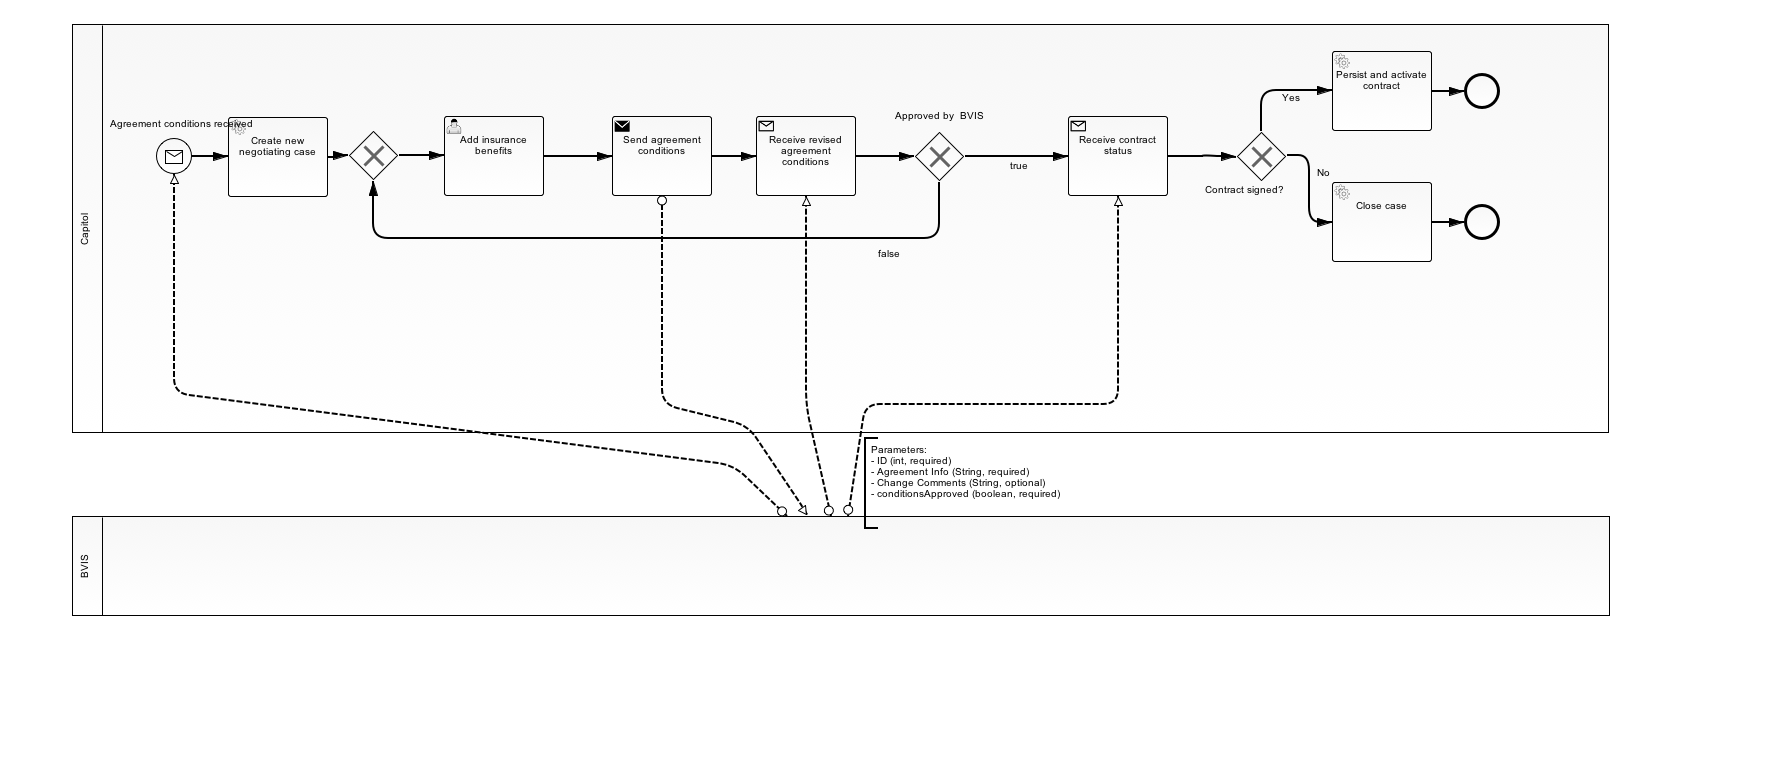 Capitol
Agreement conditions received
Create new
negotiating case
Add insurance
benefits
Send agreement
conditions
Receive revised
agreement
conditions
Approved by  BVIS
true
false
Receive contract
status
Contract signed?
Yes
No
Persist and activate
contract
Close case
Parameters:
- ID (int, required)
- Agreement Info (String, required)
- Change Comments (String, optional)
- conditionsApproved (boolean, required)
BVIS